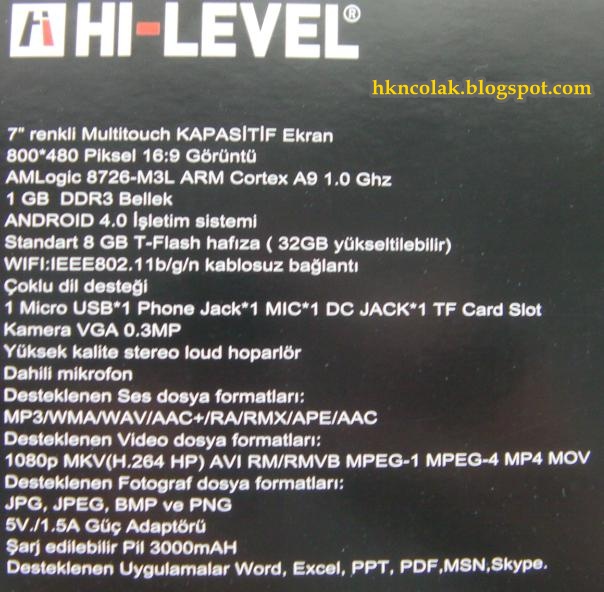 Hi HI-LEVEL®
hkncolak.blogspot.com
7" renkli Multitouch KAPASİTİF Ekran
800*480 Piksel 16:9 Görüntü
AMLogic 8726-M3L ARM Cortex A9 1.0 Ghz
1 GB DDR3 Bellek
ANDROID 4.0 İşletim sistemi
Standart 8 GB T-Flash hafıza ( 32GB yükseltilebilir)
WIFI:IEEE802.11b/g/n kablosuz bağlantı
Çoklu dil desteği
1 Micro USB*1 Phone Jack*1 MIC*1 DC JACK*1 TF Card Slot
Kamera VGA 0.3MP
Yüksek kalite stereo loud hoparlör
Dahili mikrofon
Desteklenen Ses dosya formatları:
MP3/WMA/WAV/AAC+/RA/RMX/APE/AAC
Desteklenen Video dosya formatları:
1080p MKV(H.264 HP) AVI RM/RMVB MPEG-1 MPEG-4 MP4 MOV
Desteklenen Fotograf dosya formatları:
JPG, JPEG, BMP ve PNG
5V./1.5A Güç Adaptörü
Şarj edilebilir Pil 3000mAH
Desteklenen Uygulamalar Word, Excel, PPT, PDF,MSN,Skype.